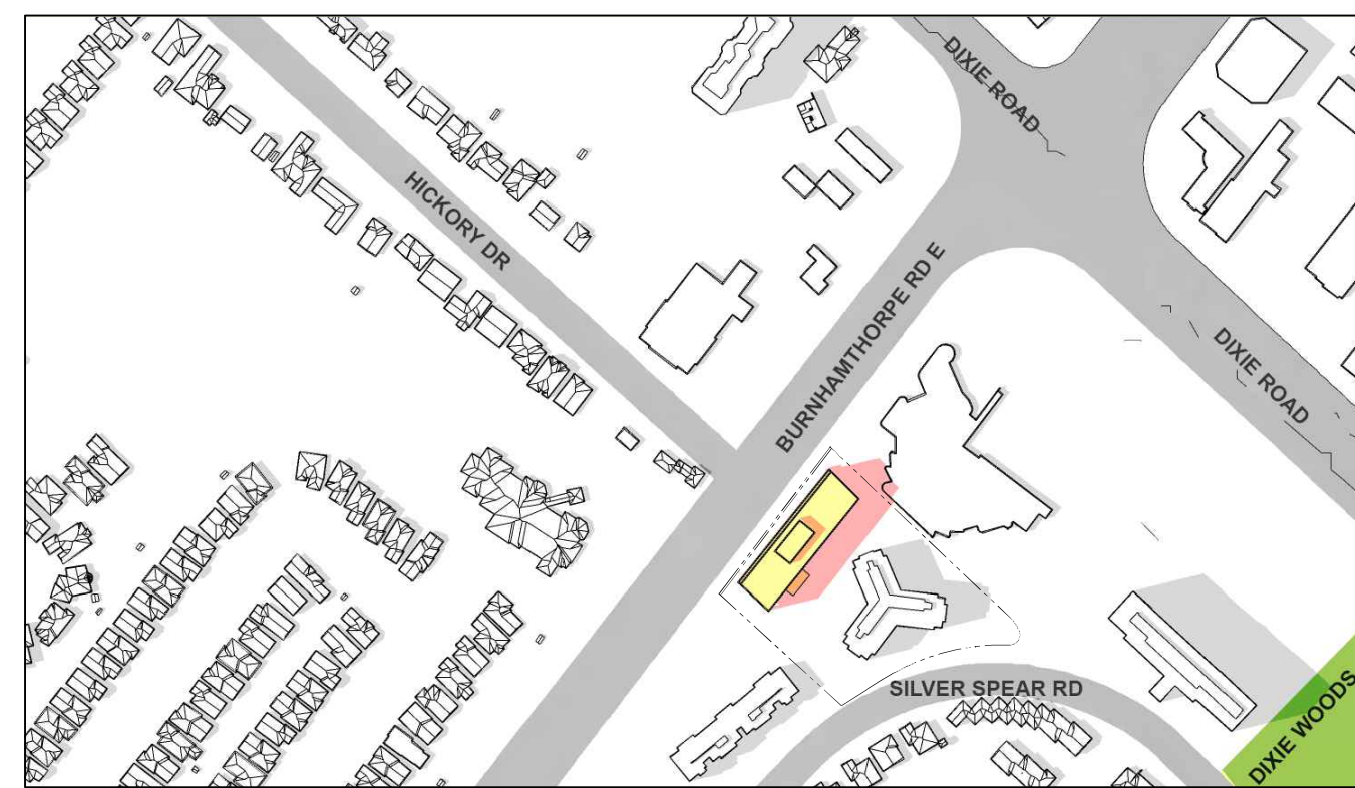 DIXIE ROAD
HICKORY DR
BURNHAMTHORPE RD E
DIXIE ROAD
SILVER SPEAR RD
DIXIE WOODS